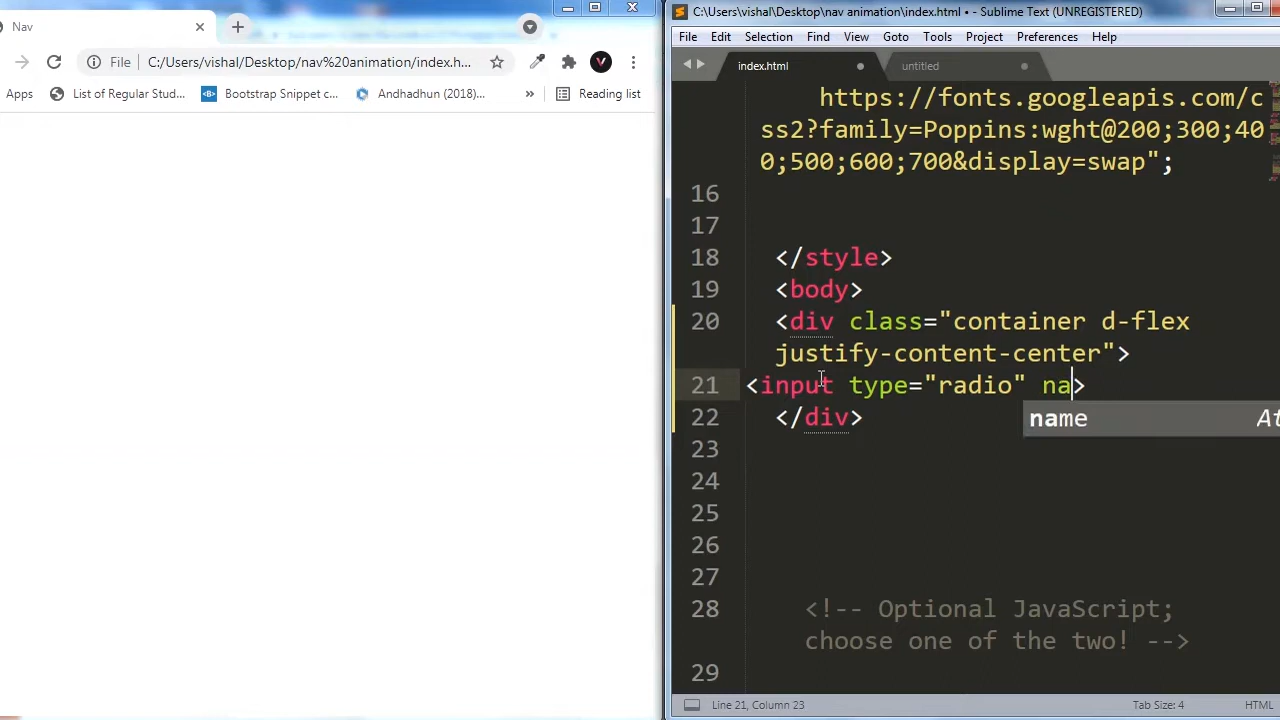 Nav
C:\Users\vishal\Desktop\nav animation\index.html • - Sublime Text (UNREGISTERED)
File Edit Selection Find View Goto Tools Project Preferences Help
File C:/Users/vishal/Desktop/nav%20animation/index.h...
V
index.html
untitled
Apps List of Regular Stud... Bootstrap Snippet c... Andhadhun (2018)... » Reading list
https://fonts.googleapis.com/c
ss2?family=Poppins:wght@200;300;40
0;500;600;700&display=swap";
16
17
18 </style>
19 <body>
20 <div class="container d-flex
justify-content-center">
21 <input type="radio" na>
22 </div>
name
23
24
25
26
27
28 <!-- Optional JavaScript;
choose one of the two! -->
29
Line 21, Column 23
Tab Size: 4
HTML